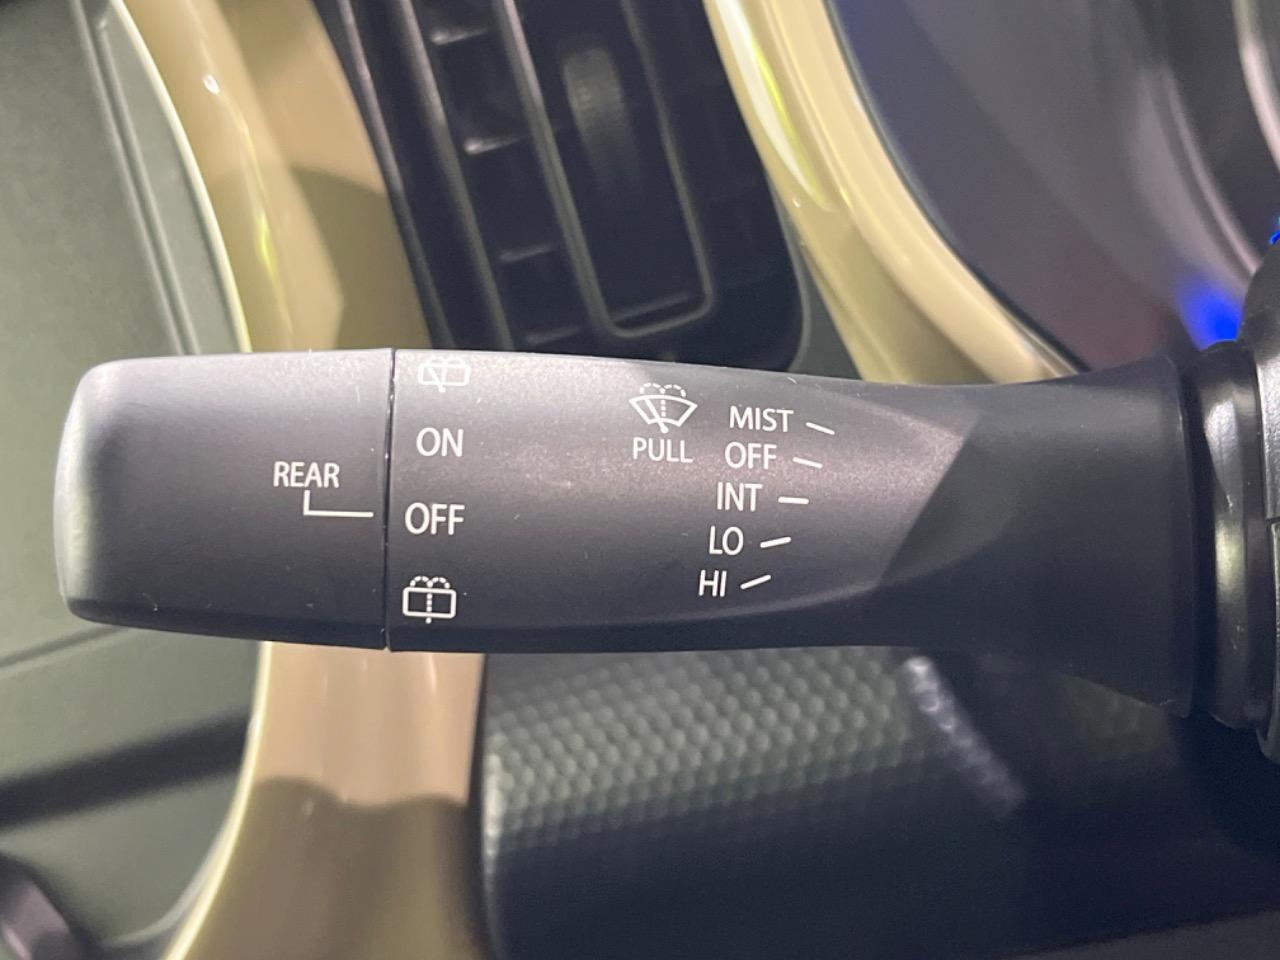 REAR
ON
OFF
PULL
MIST
OFF
INT
LO
HI